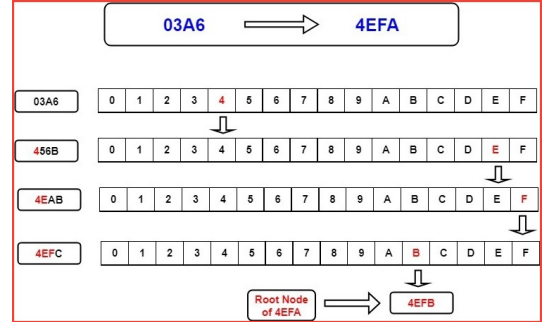 03A6 4EFA
03A6 0 1 2 3 4 5 6 7 8 9 A B C D E F
456B 0 1 2 3 4 5 6 7 8 9 A B C D E F
4EAB 0 1 2 3 4 5 6 7 8 9 A B C D E F
4EFC 0 1 2 3 4 5 6 7 8 9 A B C D E F
Root Node
of 4EFA
4EFB